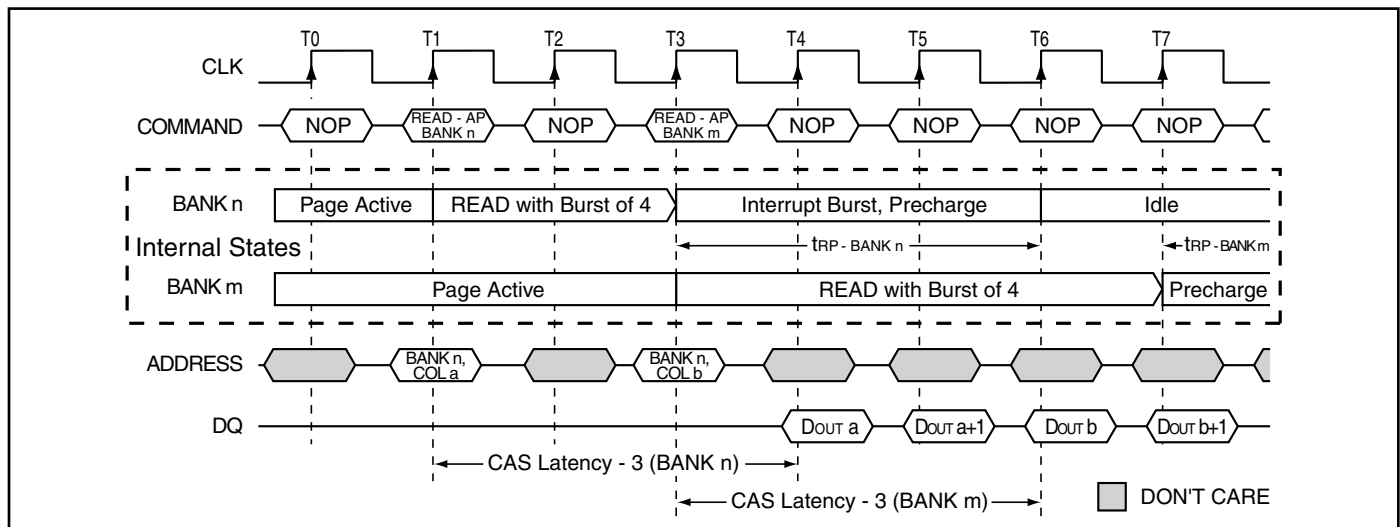 T0 T1 T2 T3 T4 T5 T6 T7
CLK
COMMAND NOP READ - AP BANK n NOP READ - AP BANK m NOP NOP NOP NOP
BANK n Page Active READ with Burst of 4 Interrupt Burst, Precharge Idle
Internal States tRP - BANK n tRP - BANK m
BANK m Page Active READ with Burst of 4 Precharge
ADDRESS BANK n, COL a BANK n, COL b
DQ DOUT a DOUT a+1 DOUT b DOUT b+1
CAS Latency - 3 (BANK n)
CAS Latency - 3 (BANK m) DON'T CARE